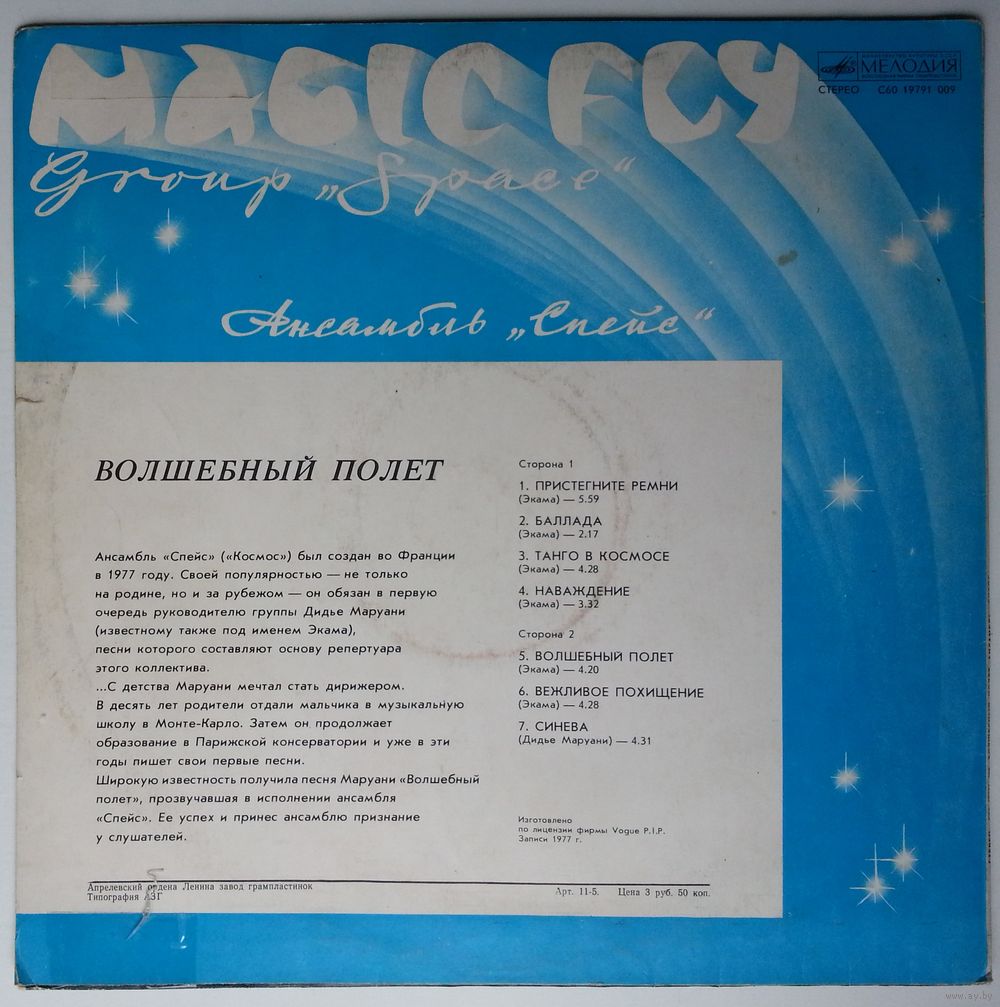 MAGIC FLY
Group „Space“
МЕЛОДИЯ
СТЕРЕО С60 19791 009
Ансамбль „Спейс“
ВОЛШЕБНЫЙ ПОЛЕТ
Ансамбль «Спейс» («Космос») был создан во Франции
в 1977 году. Своей популярностью — не только
на родине, но и за рубежом — он обязан в первую
очередь руководителю группы Дидье Маруани
(известному также под именем Экама),
песни которого составляют основу репертуара
этого коллектива.
...С детства Маруани мечтал стать дирижером.
В десять лет родители отдали мальчика в музыкальную
школу в Монте-Карло. Затем он продолжает
образование в Парижской консерватории и уже в эти
годы пишет свои первые песни.
Широкую известность получила песня Маруани «Волшебный
полет», прозвучавшая в исполнении ансамбля
«Спейс». Ее успех и принес ансамблю признание
у слушателей.
Сторона 1
1. ПРИСТЕГНИТЕ РЕМНИ
(Экама) — 5.59
2. БАЛЛАДА
(Экама) — 2.17
3. ТАНГО В КОСМОСЕ
(Экама) — 4.28
4. НАВАЖДЕНИЕ
(Экама) — 3.32
Сторона 2
5. ВОЛШЕБНЫЙ ПОЛЕТ
(Экама) — 4.20
6. ВЕЖЛИВОЕ ПОХИЩЕНИЕ
(Экама) — 4.28
7. СИНЕВА
(Дидье Маруани) — 4.31
Изготовлено
по лицензии фирмы Vogue P.I.P.
Записи 1977 г.
Апрелевский ордена Ленина завод грампластинок
Типография АЗГ
Арт. 11-5. Цена 3 руб. 50 коп.
www.ay.by